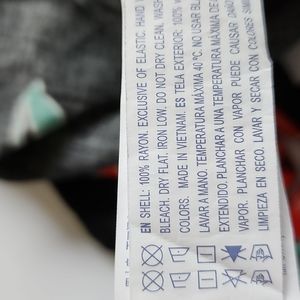 EN SHELL: 100% RAYON. EXCLUSIVE OF ELASTIC. HAND
BLEACH. DRY FLAT. IRON LOW. DO NOT DRY CLEAN. WASH
COLORS. MADE IN VIETNAM. ES TELA EXTERIOR: 100%
LAVAR A MANO. TEMPERATURA MÁXIMA 40 ºC. NO USAR BL
EXTENDIDO. PLANCHAR A UNA TEMPERATURA MÁXIMA DE
VAPOR. PLANCHAR CON VAPOR PUEDE CAUSAR DAÑO
LIMPIEZA EN SECO. LAVAR Y SECAR CON COLORES SIMI